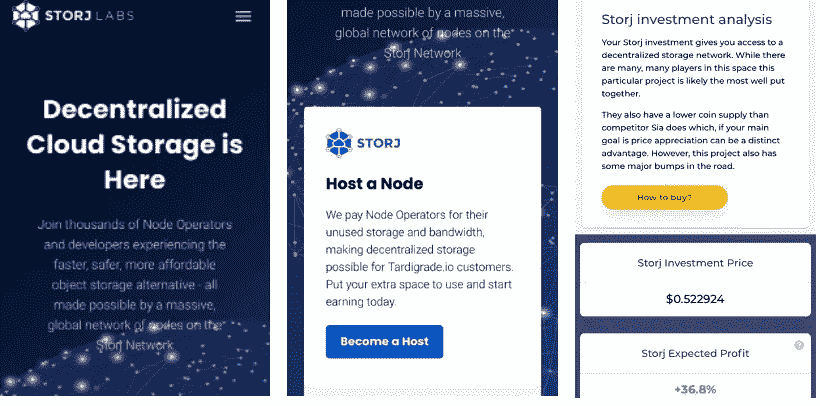 STORJ LABS
Decentralized
Cloud Storage is
Here
Join thousands of Node Operators
and developers experiencing the
faster, safer, more affordable
object storage alternative - all
made possible by a massive,
global network of nodes on the
Storj Network
made possible by a massive,
global network of nodes on the
Storj Network
STORJ
Host a Node
We pay Node Operators for their
unused storage and bandwidth,
making decentralized storage
possible for Tardigrade.io customers.
Put your extra space to use and start
earning today.
Become a Host
Storj investment analysis
Your Storj investment gives you access to a
decentralized storage network. While there
are many, many players in this space this
particular project is likely the most well put
together.
They also have a lower coin supply than
competitor Sia does which, if your main
goal is price appreciation can be a distinct
advantage. However, this project also has
some major bumps in the road.
How to buy?
Storj Investment Price
$0.522924
Storj Expected Profit
?
+36.8%